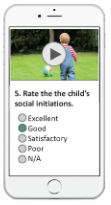 5. Rate the the child's
social initiations.
Excellent
Good
Satisfactory
Poor
N/A